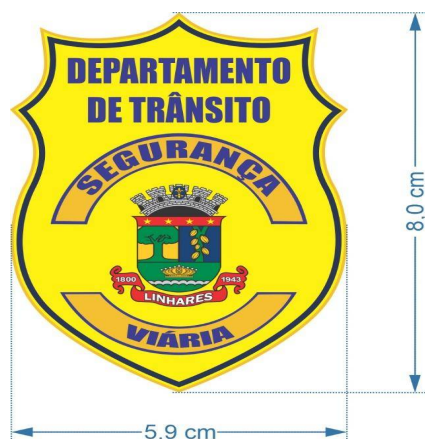 DEPARTAMENTO
DE TRÂNSITO
SEGURANÇA
1800 1943
LINHARES
VIÁRIA
8,0 cm
5,9 cm